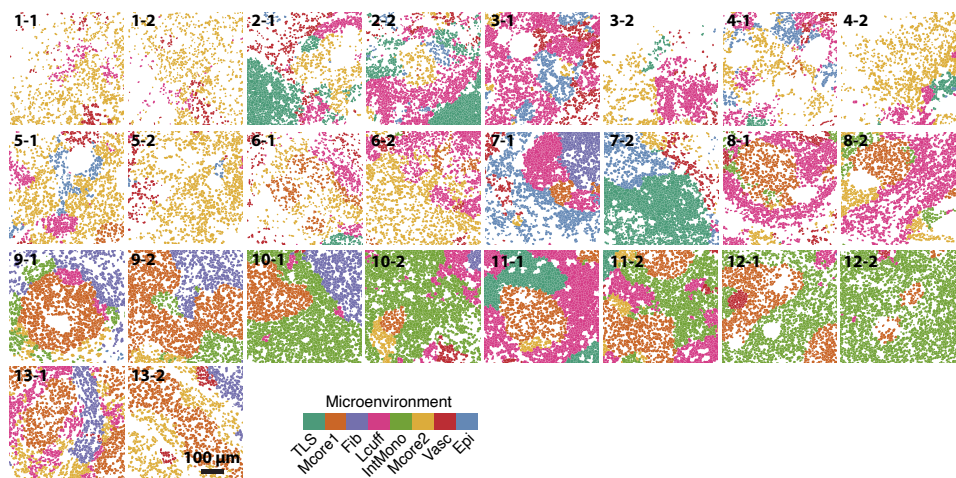 1-1 1-2 2-1 2-2 3-1 3-2 4-1 4-2
5-1 5-2 6-1 6-2 7-1 7-2 8-1 8-2
9-1 9-2 10-1 10-2 11-1 11-2 12-1 12-2
13-1 13-2
Microenvironment
TLS Mcore1 Fib Lcuff IntMono Mcore2 Vasc Epi
100 µm